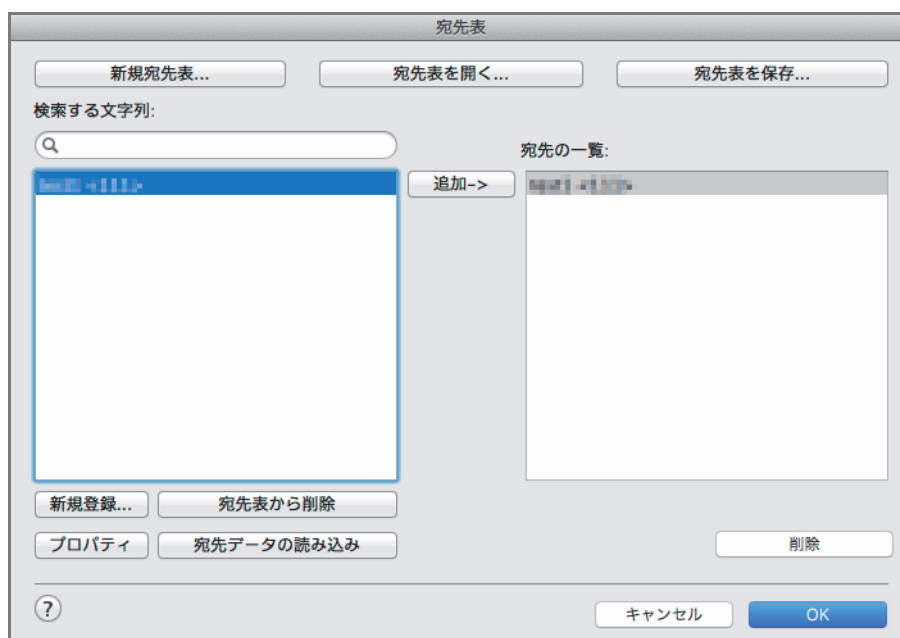 宛先表
新規宛先表...
宛先表を開く...
宛先表を保存...
検索する文字列:
宛先の一覧:
追加->
新規登録...
宛先表から削除
プロパティ
宛先データの読み込み
削除
?
キャンセル
OK